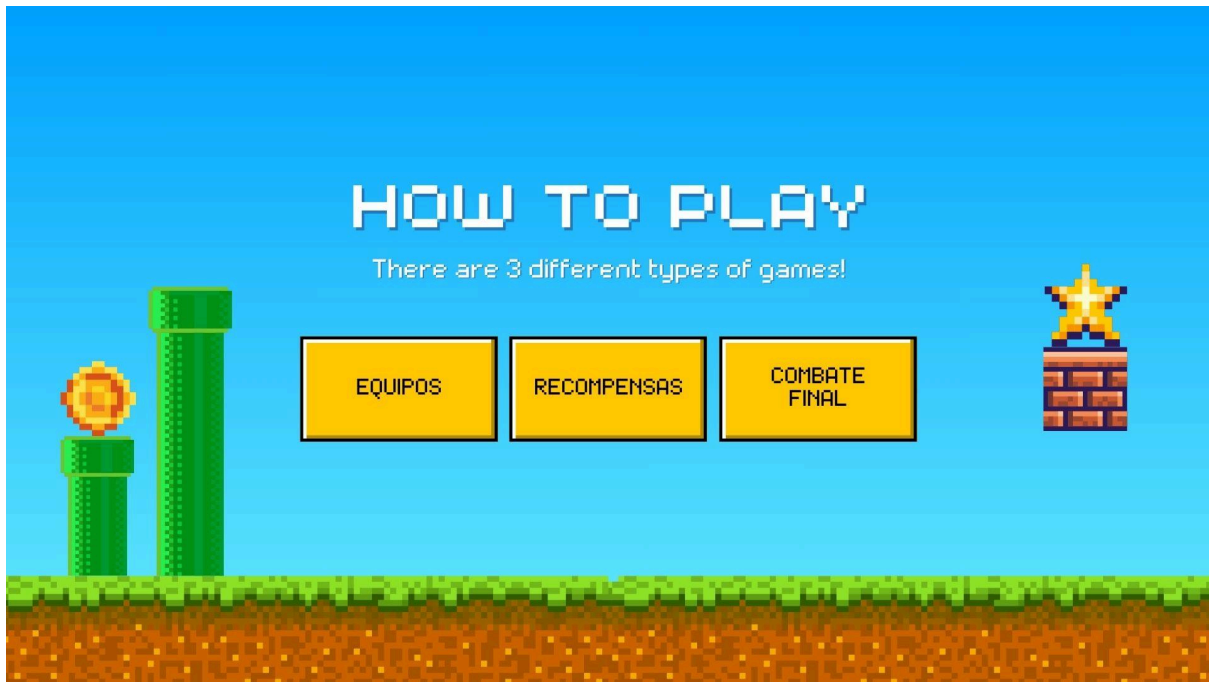 HOW TO PLAY
There are 3 different types of games!
EQUIPOS
RECOMPENSAS
COMBATE
FINAL